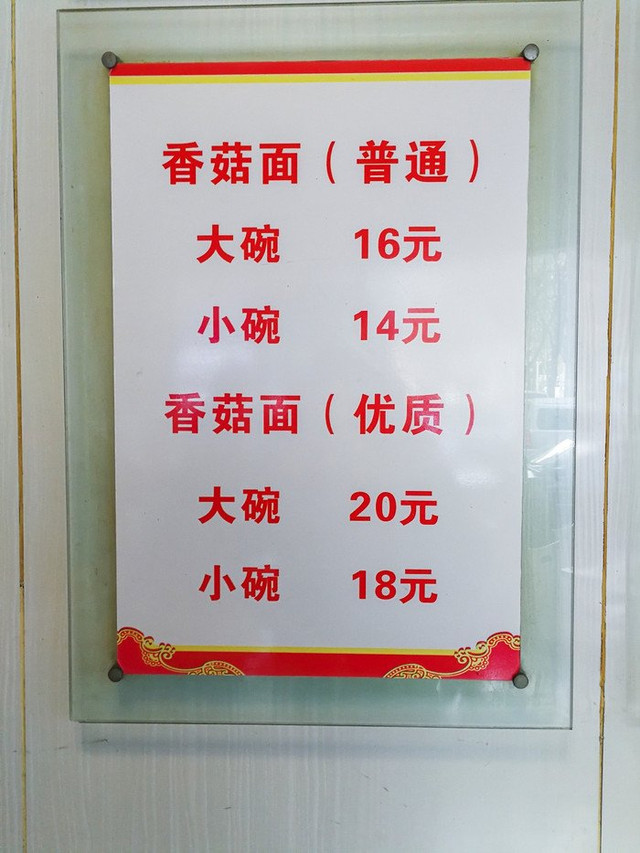 香菇面（普通）
大碗 16元
小碗 14元
香菇面（优质）
大碗 20元
小碗 18元